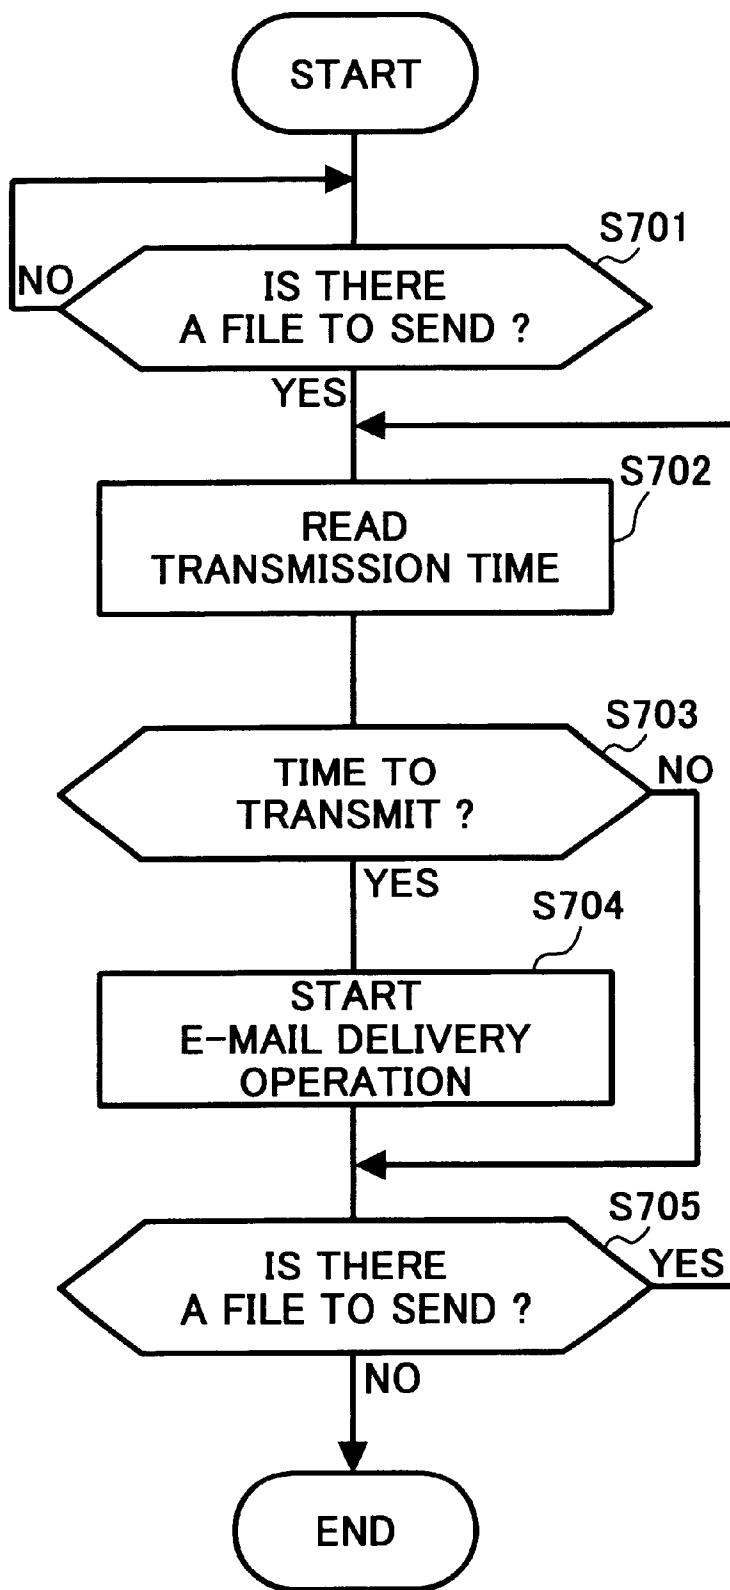 START
S701
NO
IS THERE
A FILE TO SEND ?
YES
S702
READ
TRANSMISSION TIME
S703
TIME TO
TRANSMIT ?
NO
YES
S704
START
E-MAIL DELIVERY
OPERATION
S705
IS THERE
A FILE TO SEND ?
YES
NO
END